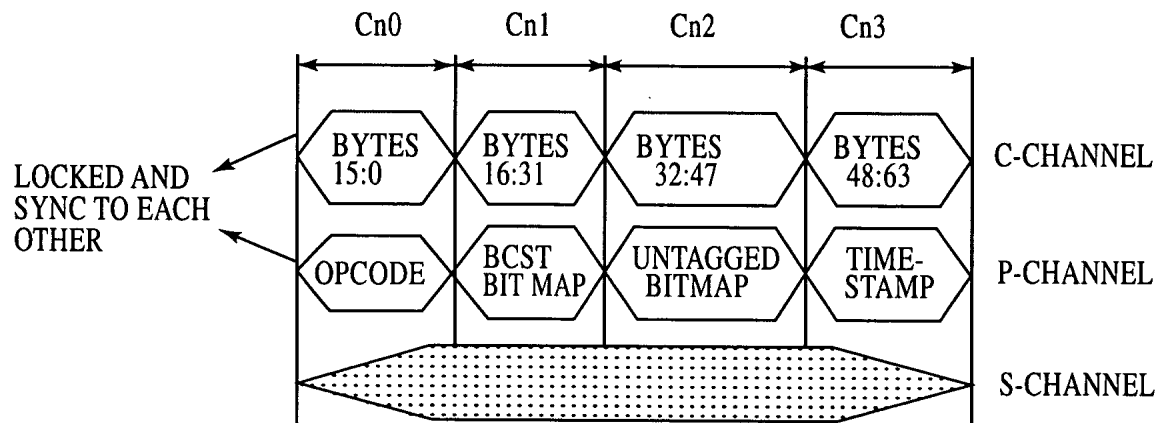 Cn0 Cn1 Cn2 Cn3
BYTES
15:0
BYTES
16:31
BYTES
32:47
BYTES
48:63
C-CHANNEL
LOCKED AND
SYNC TO EACH
OTHER
OPCODE
BCST
BIT MAP
UNTAGGED
BITMAP
TIME-
STAMP
P-CHANNEL
S-CHANNEL